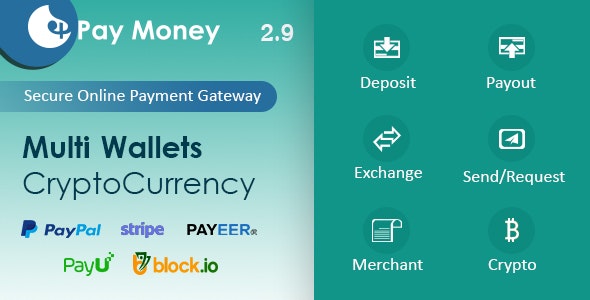 Pay Money 2.9
Secure Online Payment Gateway
Multi Wallets
CryptoCurrency
PayPal stripe PAYEER
PayU block.io
Deposit Payout
Exchange Send/Request
Merchant Crypto